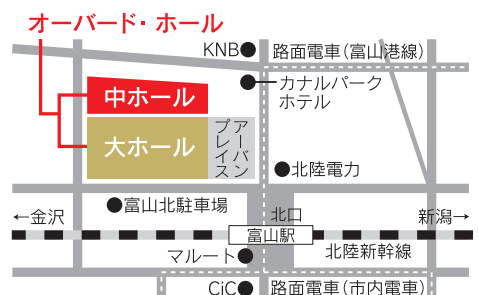 オーバード・ホール
KNB
路面電車(富山港線)
カナルパーク
ホテル
中ホール
大ホール
アーバン
プレイス
北陸電力
富山北駐車場
北口
←金沢
新潟→
富山駅
北陸新幹線
マルート
CiC
路面電車(市内電車)